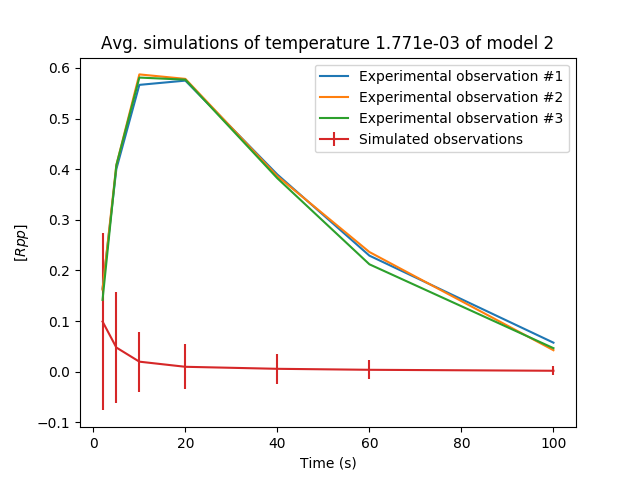 Avg. simulations of temperature 1.771e-03 of model 2
Experimental observation #1
Experimental observation #2
Experimental observation #3
Simulated observations
[Rpp]
0.6
0.5
0.4
0.3
0.2
0.1
0.0
−0.1
0 20 40 60 80 100
Time (s)